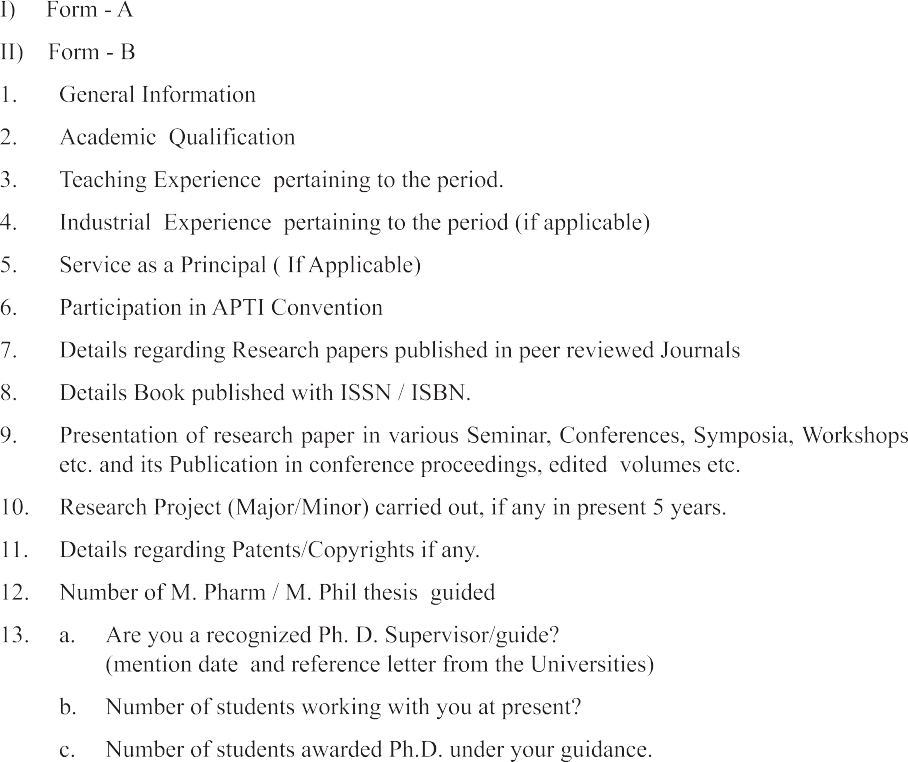 I) Form - A
II) Form - B
1. General Information
2. Academic Qualification
3. Teaching Experience pertaining to the period.
4. Industrial Experience pertaining to the period (if applicable)
5. Service as a Principal ( If Applicable)
6. Participation in APTI Convention
7. Details regarding Research papers published in peer reviewed Journals
8. Details Book published with ISSN / ISBN.
9. Presentation of research paper in various Seminar, Conferences, Symposia, Workshops
etc. and its Publication in conference proceedings, edited volumes etc.
10. Research Project (Major/Minor) carried out, if any in present 5 years.
11. Details regarding Patents/Copyrights if any.
12. Number of M. Pharm / M. Phil thesis guided
13. a. Are you a recognized Ph. D. Supervisor/guide?
(mention date and reference letter from the Universities)
b. Number of students working with you at present?
c. Number of students awarded Ph.D. under your guidance.